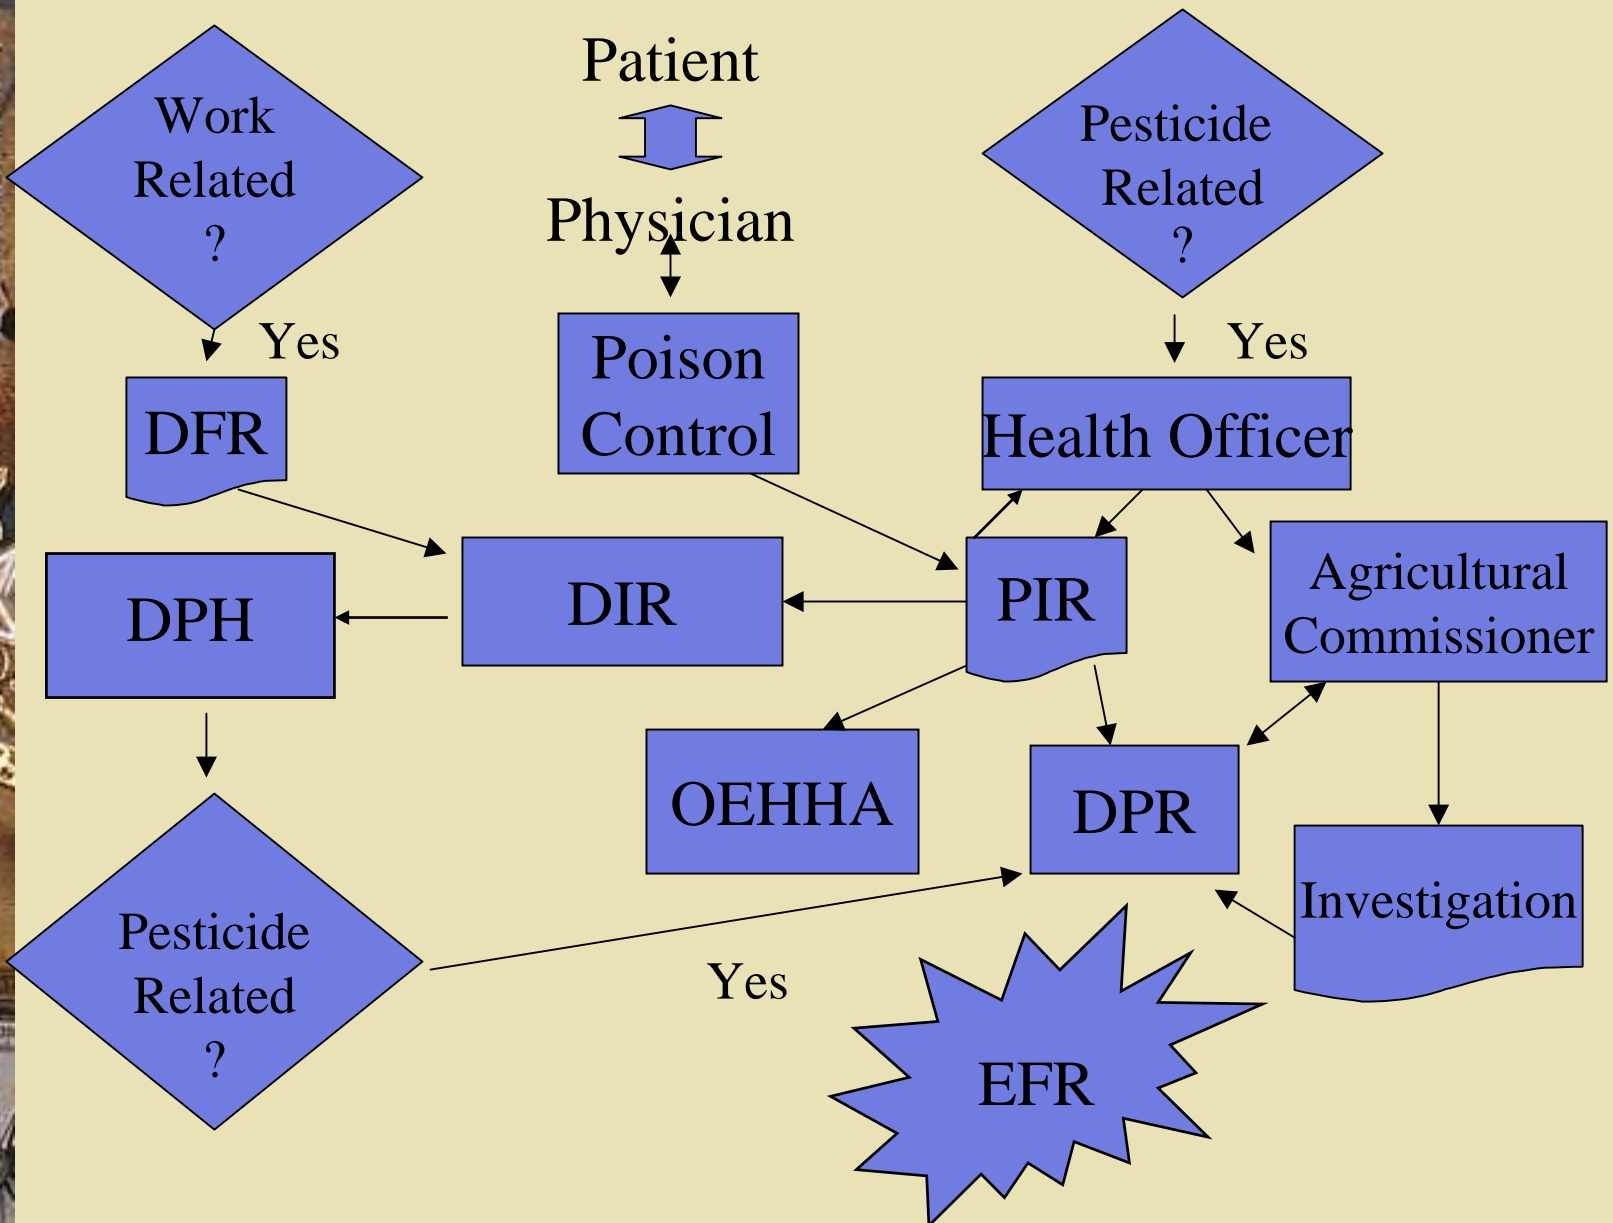 Work
Related
?
Patient
Physician
Pesticide
Related
?
Yes
Yes
DFR
Poison
Control
Health Officer
DPH
DIR
PIR
Agricultural
Commissioner
OEHHA
DPR
Investigation
Pesticide
Related
?
Yes
EFR